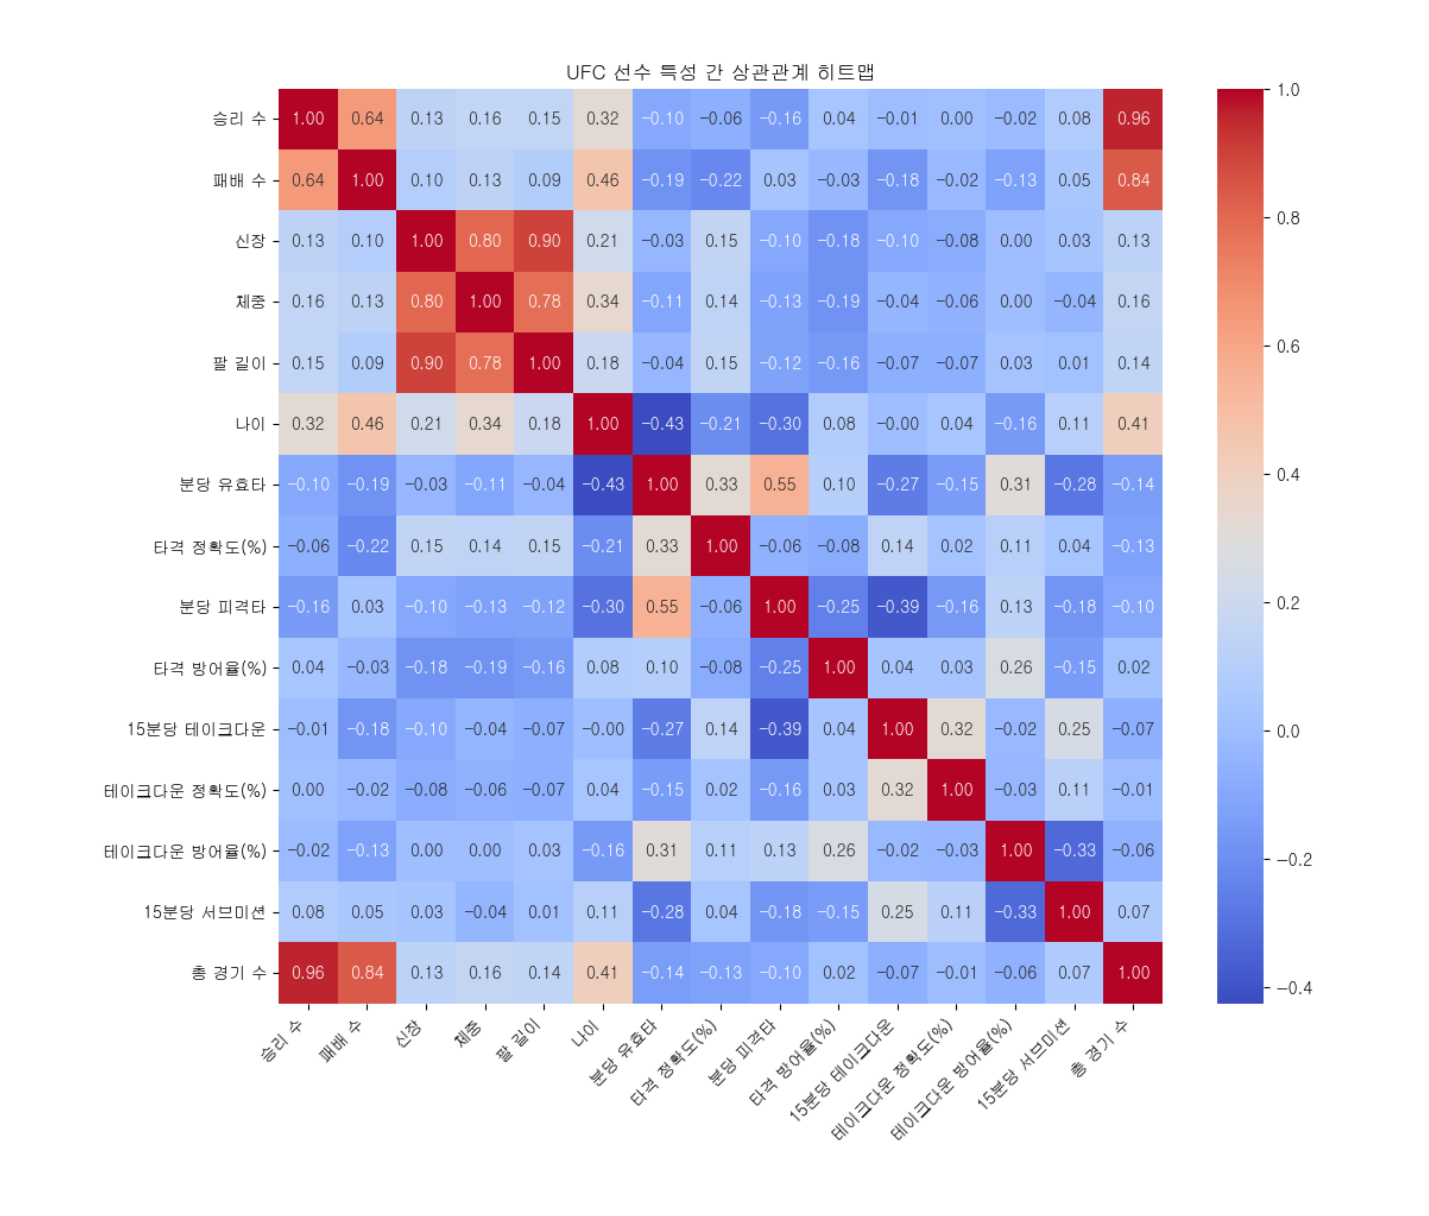 UFC 선수 특성 간 상관관계 히트맵
승리 수 1.00 0.64 0.13 0.16 0.15 0.32 −0.10 −0.06 −0.16 0.04 −0.01 0.00 −0.02 0.08 0.96
패배 수 0.64 1.00 0.10 0.13 0.09 0.46 −0.19 −0.22 0.03 −0.03 −0.18 −0.02 −0.13 0.05 0.84
신장 0.13 0.10 1.00 0.80 0.90 0.21 −0.03 0.15 −0.10 −0.18 −0.10 −0.08 0.00 0.03 0.13
체중 0.16 0.13 0.80 1.00 0.78 0.34 −0.11 0.14 −0.13 −0.19 −0.04 −0.06 0.00 −0.04 0.16
팔 길이 0.15 0.09 0.90 0.78 1.00 0.18 −0.04 0.15 −0.12 −0.16 −0.07 −0.07 0.03 0.01 0.14
나이 0.32 0.46 0.21 0.34 0.18 1.00 −0.43 −0.21 −0.30 0.08 −0.00 0.04 −0.16 0.11 0.41
분당 유효타 −0.10 −0.19 −0.03 −0.11 −0.04 −0.43 1.00 0.33 0.55 0.10 −0.27 −0.15 0.31 −0.28 −0.14
타격 정확도(%) −0.06 −0.22 0.15 0.14 0.15 −0.21 0.33 1.00 −0.06 −0.08 0.14 0.02 0.11 0.04 −0.13
분당 피격타 −0.16 0.03 −0.10 −0.13 −0.12 −0.30 0.55 −0.06 1.00 −0.25 −0.39 −0.16 0.13 −0.18 −0.10
타격 방어율(%) 0.04 −0.03 −0.18 −0.19 −0.16 0.08 0.10 −0.08 −0.25 1.00 0.04 0.03 0.26 −0.15 0.02
15분당 테이크다운 −0.01 −0.18 −0.10 −0.04 −0.07 −0.00 −0.27 0.14 −0.39 0.04 1.00 0.32 −0.02 0.25 −0.07
테이크다운 정확도(%) 0.00 −0.02 −0.08 −0.06 −0.07 0.04 −0.15 0.02 −0.16 0.03 0.32 1.00 −0.03 0.11 −0.01
테이크다운 방어율(%) −0.02 −0.13 0.00 0.00 0.03 −0.16 0.31 0.11 0.13 0.26 −0.02 −0.03 1.00 −0.33 −0.06
15분당 서브미션 0.08 0.05 0.03 −0.04 0.01 0.11 −0.28 0.04 −0.18 −0.15 0.25 0.11 −0.33 1.00 0.07
총 경기 수 0.96 0.84 0.13 0.16 0.14 0.41 −0.14 −0.13 −0.10 0.02 −0.07 −0.01 −0.06 0.07 1.00
승리 수
패배 수
신장
체중
팔 길이
나이
분당 유효타
타격 정확도(%)
분당 피격타
타격 방어율(%)
15분당 테이크다운
테이크다운 정확도(%)
테이크다운 방어율(%)
15분당 서브미션
총 경기 수
1.0
0.8
0.6
0.4
0.2
0.0
−0.2
−0.4